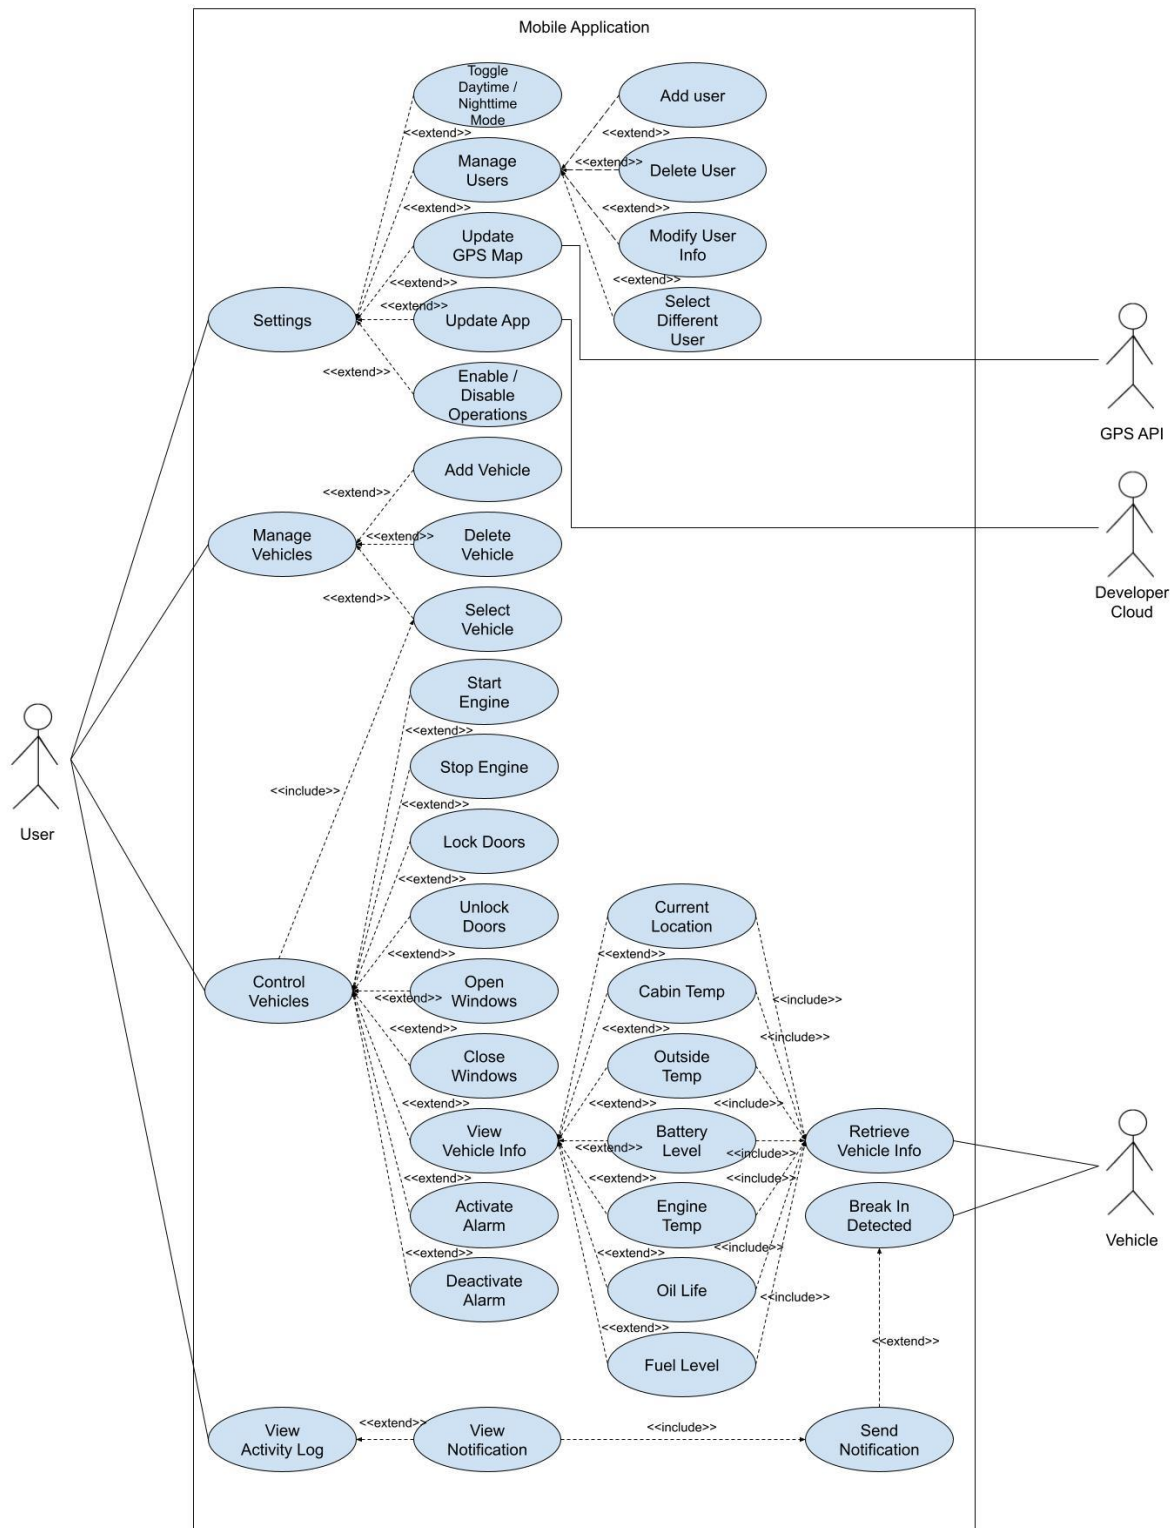 Mobile Application
Toggle
Daytime /
Nighttime
Mode
Add user
<<extend>>
<<extend>>
Manage
Users
<<extend>>
Delete User
<<extend>>
<<extend>>
Update
GPS Map
Modify User
Info
<<extend>>
<<extend>>
Settings
<<extend>>
Update App
Select
Different
User
<<extend>>
Enable /
Disable
Operations
GPS API
Add Vehicle
<<extend>>
Manage
Vehicles
<<extend>>
Delete
Vehicle
<<extend>>
Select
Vehicle
Developer
Cloud
Start
Engine
<<extend>>
Stop Engine
<<include>>
<<extend>>
User
Lock Doors
<<extend>>
Unlock
Doors
Current
Location
<<extend>>
<<extend>>
Control
Vehicles
<<extend>>
Open
Windows
Cabin Temp
<<include>>
<<extend>>
<<extend>>
<<include>>
Close
Windows
Outside
Temp
<<extend>>
<<extend>>
<<include>>
View
Vehicle Info
<<extend>>
Battery
Level
<<include>>
Retrieve
Vehicle Info
<<extend>>
<<extend>>
<<include>>
Activate
Alarm
Engine
Temp
Break In
Detected
Vehicle
<<extend>>
<<extend>>
<<include>>
Deactivate
Alarm
Oil Life
<<include>>
<<extend>>
<<extend>>
Fuel Level
View
Activity Log
<<extend>>
View
Notification
<<include>>
Send
Notification